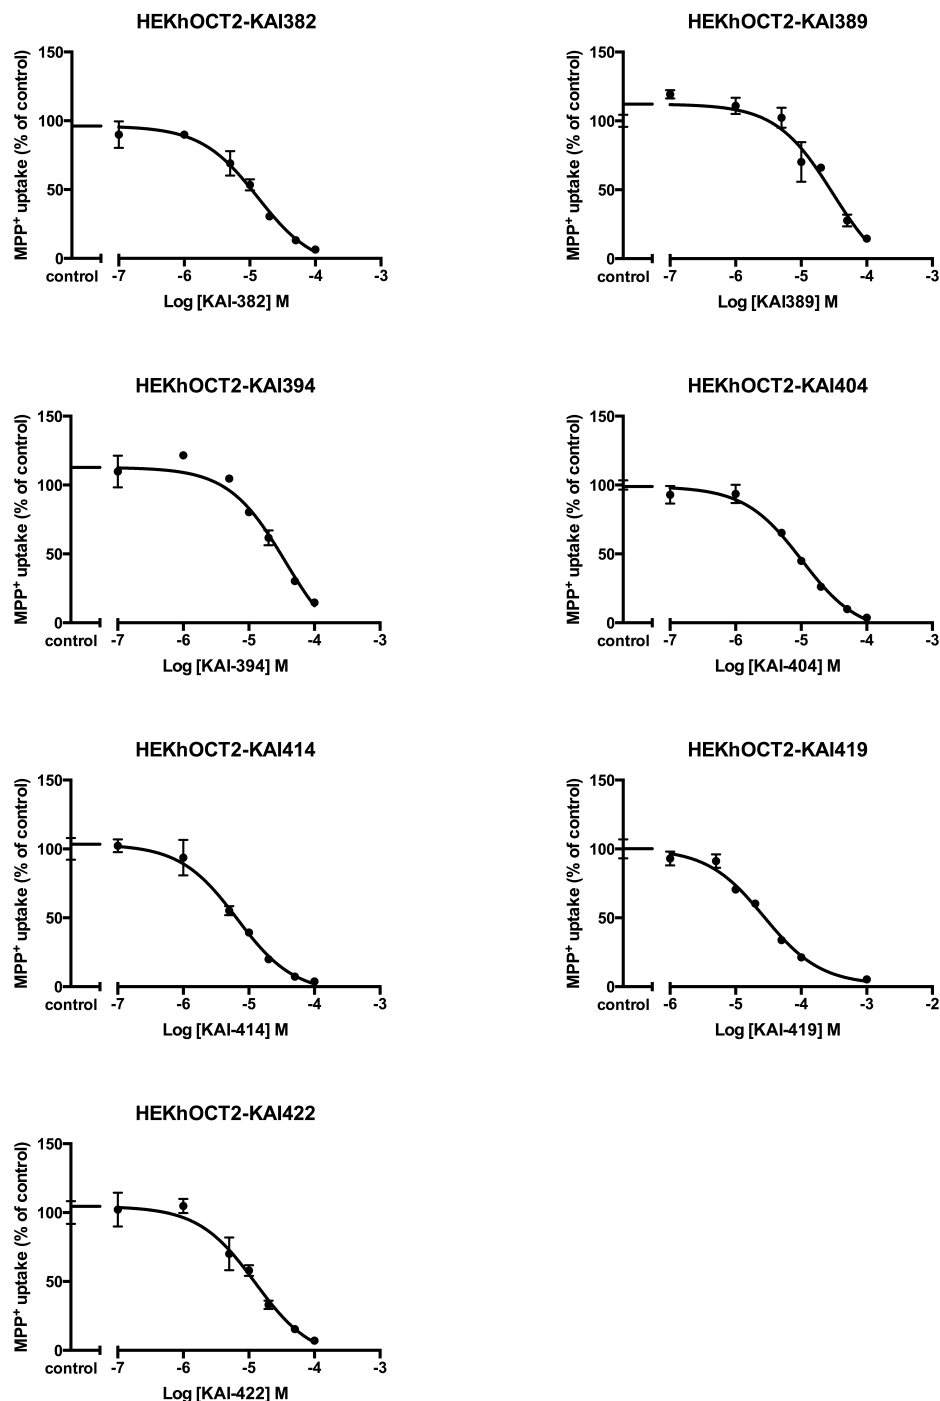 HEKhOCT2-KAI382
MPP⁺ uptake (% of control)
150
100
50
0
control -7 -6 -5 -4 -3
Log [KAI-382] M
HEKhOCT2-KAI389
MPP⁺ uptake (% of control)
150
100
50
0
control -7 -6 -5 -4 -3
Log [KAI389] M
HEKhOCT2-KAI394
MPP⁺ uptake (% of control)
150
100
50
0
control -7 -6 -5 -4 -3
Log [KAI-394] M
HEKhOCT2-KAI404
MPP⁺ uptake (% of control)
150
100
50
0
control -7 -6 -5 -4 -3
Log [KAI-404] M
HEKhOCT2-KAI414
MPP⁺ uptake (% of control)
150
100
50
0
control -7 -6 -5 -4 -3
Log [KAI-414] M
HEKhOCT2-KAI419
MPP⁺ uptake (% of control)
150
100
50
0
control -6 -5 -4 -3 -2
Log [KAI-419] M
HEKhOCT2-KAI422
MPP⁺ uptake (% of control)
150
100
50
0
control -7 -6 -5 -4 -3
Log [KAI-422] M